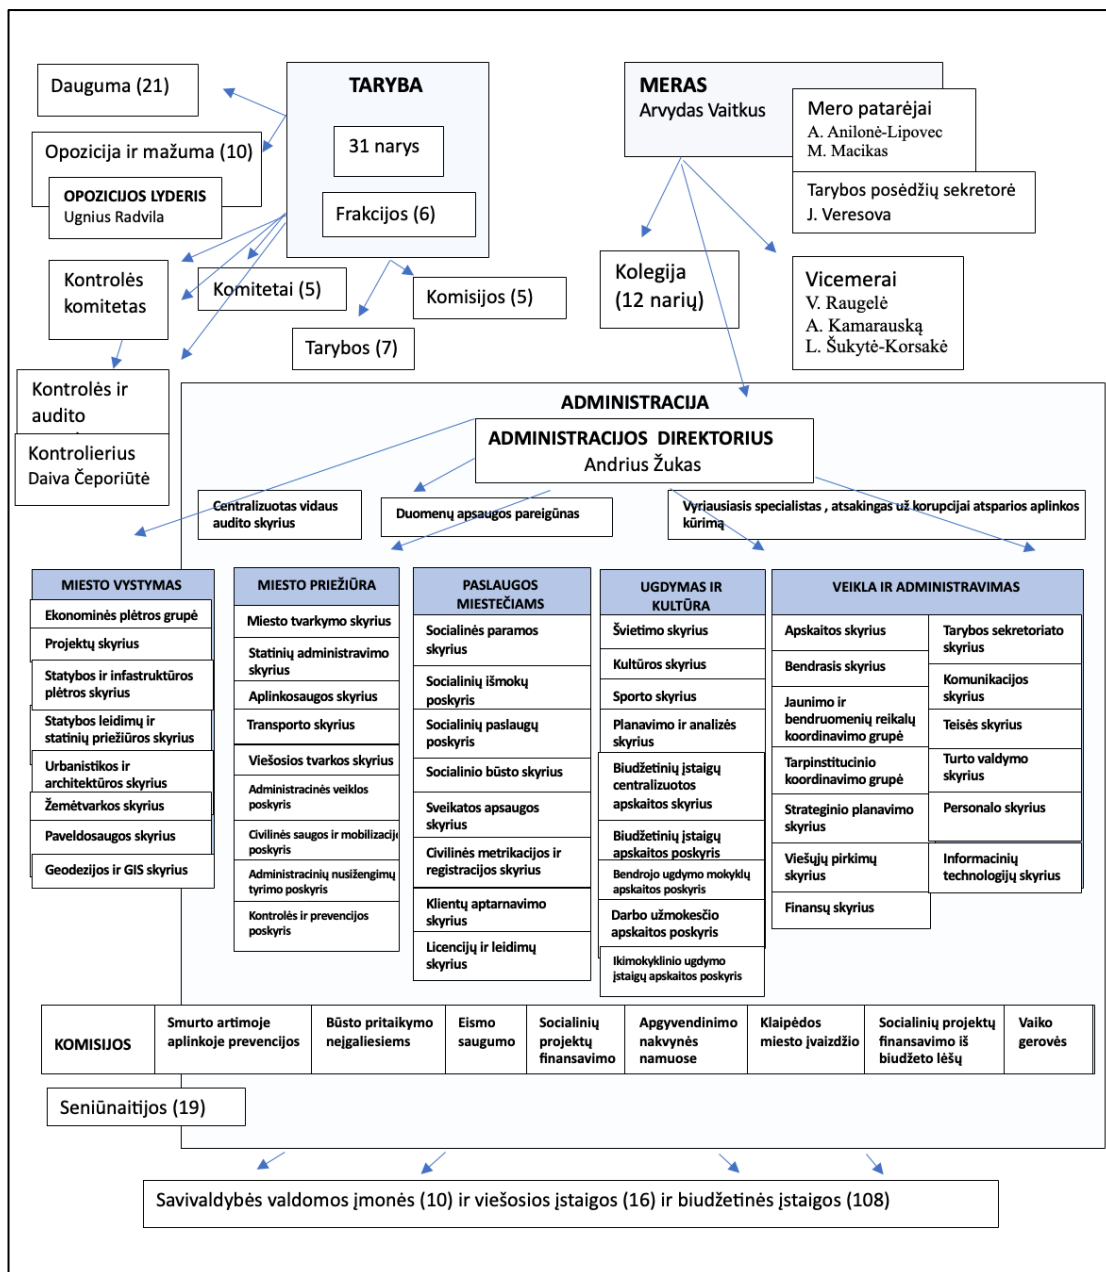 Dauguma (21)
Opozicija ir mažuma (10)
OPOZICIJOS LYDERIS
Ugnius Radvila
TARYBA
31 narys
Frakcijos (6)
MERAS
Arvydas Vaitkus
Mero patarėjai
A. Anilonė-Lipovec
M. Macikas
Tarybos posėdžių sekretorė
J. Veresova
Kontrolės
komitetas
Komitetai (5)
Komisijos (5)
Tarybos (7)
Kolegija
(12 narių)
Vicemerai
V. Raugelė
A. Kamarauską
L. Šukytė-Korsakė
Kontrolės ir
audito
Kontrolierius
Daiva Čeporiūtė
ADMINISTRACIJA
ADMINISTRACIJOS DIREKTORIUS
Andrius Žukas
Centralizuotas vidaus
audito skyrius
Duomenų apsaugos pareigūnas
Vyriausiasis specialistas , atsakingas už korupcijai atsparios aplinkos
kūrimą
MIESTO VYSTYMAS
Ekonominės plėtros grupė
Projektų skyrius
Statybos ir infastruktūros
plėtros skyrius
Statybos leidimų ir
statinių priežiūros skyrius
Urbanistikos ir
architektūros skyrius
Žemėtvarkos skyrius
Paveldosaugos skyrius
Geodezijos ir GIS skyrius
MIESTO PRIEŽIŪRA
Miesto tvarkymo skyrius
Statinių administravimo
skyrius
Aplinkosaugos skyrius
Transporto skyrius
Viešosios tvarkos skyrius
Administracinės veiklos
poskyris
Civilinės saugos ir mobilizacije
poskyris
Administracinių nusižengimų
tyrimo poskyris
Kontrolės ir prevencijos
poskyris
PASLAUGOS
MIESTEČIAMS
Socialinės paramos
skyrius
Socialinių išmokų
poskyris
Socialinių paslaugų
poskyris
Socialinio būsto skyrius
Sveikatos apsaugos
skyrius
Civilinės metrikacijos ir
registracijos skyrius
Klientų aptarnavimo
skyrius
Licencijų ir leidimų
skyrius
UGDYMAS IR
KULTŪRA
Švietimo skyrius
Kultūros skyrius
Sporto skyrius
Planavimo ir analizės
skyrius
Biudžetinių įstaigų
centralizuotos
apskaitos skyrius
Biudžetinių įstaigų
apskaitos poskyris
Bendrojo ugdymo mokyklų
apskaitos poskyris
Darbo užmokesčio
apskaitos poskyris
Ikimokyklinio ugdymo
įstaigų apskaitos poskyris
VEIKLA IR ADMINISTRAVIMAS
Apskaitos skyrius
Bendrasis skyrius
Jaunimo ir
bendruomenių reikalų
koordinavimo grupė
Tarpinstitucinio
koordinavimo grupė
Strateginio planavimo
skyrius
Viešųjų pirkimų
skyrius
Finansų skyrius
Tarybos sekretoriato
skyrius
Komunikacijos
skyrius
Teisės skyrius
Turto valdymo
skyrius
Personalo skyrius
Informacinių
technologijų skyrius
KOMISIJOS
Smurto artimoje
aplinkoje prevencijos
Būsto pritaikymo
neįgaliesiems
Eismo
saugumo
Socialinių
projektų
finansavimo
Apgyvendinimo
nakvynės
namuose
Klaipėdos
miesto įvaizdžio
Socialinių projektų
finansavimo iš
biudžeto lėšų
Vaiko
gerovės
Seniūnaitijos (19)
Savivaldybės valdomos įmonės (10) ir viešosios įstaigos (16) ir biudžetinės įstaigos (108)